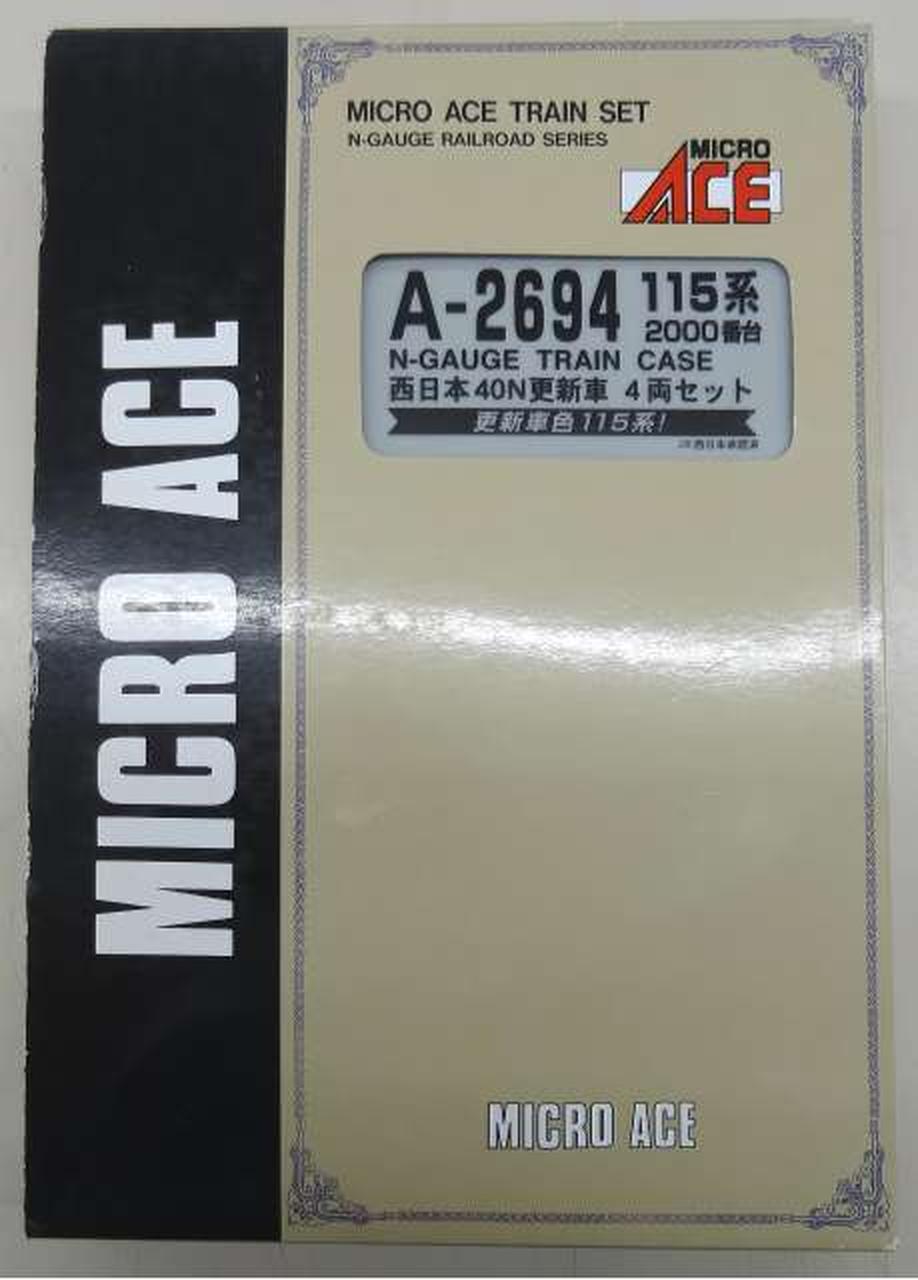 MICRO ACE
MICRO ACE TRAIN SET
N-GAUGE RAILROAD SERIES
MICRO
ACE
A-2694 115系
2000番台
N-GAUGE TRAIN CASE
西日本40N更新車 4両セット
更新車色115系!
MICRO ACE